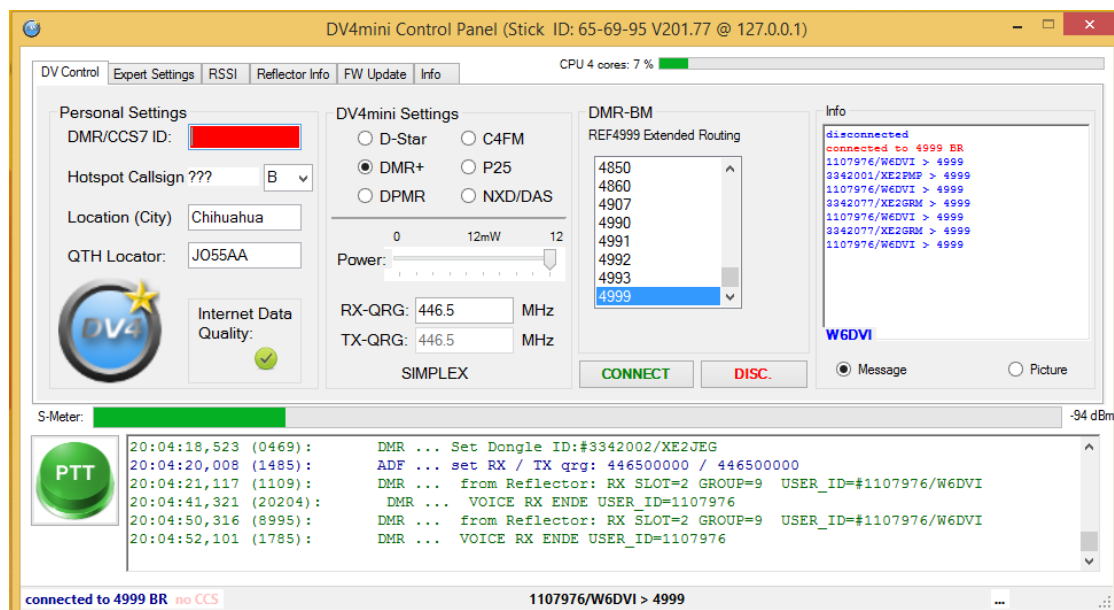 DV4mini Control Panel (Stick ID: 65-69-95 V201.77 @ 127.0.0.1)
DV Control Expert Settings RSSI Reflector Info FW Update Info
CPU 4 cores: 7 %
Personal Settings
DMR/CCS7 ID:
Hotspot Callsign ??? B
Location (City) Chihuahua
QTH Locator: JO55AA
DV4
Internet Data
Quality:
DV4mini Settings
D-Star C4FM
DMR+ P25
DPMR NXD/DAS
0 12mW 12
Power:
RX-QRG: 446.5 MHz
TX-QRG: 446.5 MHz
SIMPLEX
DMR-BM
REF4999 Extended Routing
4850
4860
4907
4990
4991
4992
4993
4999
CONNECT DISC.
Info
disconnected
connected to 4999 BR
1107976/W6DVI > 4999
3342001/XE2PMP > 4999
1107976/W6DVI > 4999
3342077/XE2GRM > 4999
1107976/W6DVI > 4999
3342077/XE2GRM > 4999
1107976/W6DVI > 4999
W6DVI
Message Picture
S-Meter: -94 dBm
PTT
20:04:18,523 (0469): DMR ... Set Dongle ID:#3342002/XE2JEG
20:04:20,008 (1485): ADF ... set RX / TX qrg: 446500000 / 446500000
20:04:21,117 (1109): DMR ... from Reflector: RX SLOT=2 GROUP=9 USER_ID=#1107976/W6DVI
20:04:41,321 (20204): DMR ... VOICE RX ENDE USER_ID=1107976
20:04:50,316 (8995): DMR ... from Reflector: RX SLOT=2 GROUP=9 USER_ID=#1107976/W6DVI
20:04:52,101 (1785): DMR ... VOICE RX ENDE USER_ID=1107976
connected to 4999 BR no CCS 1107976/W6DVI > 4999 ...